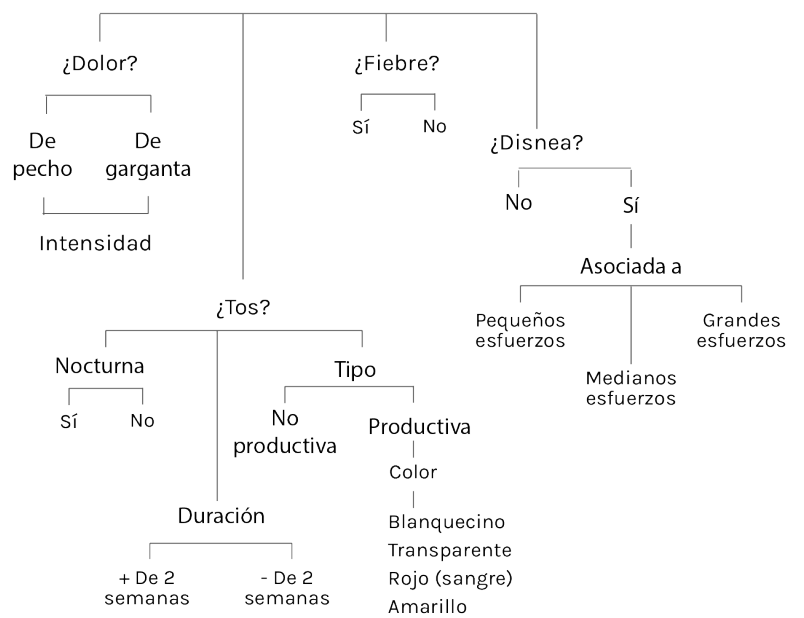 ¿Dolor?
De
pecho
De
garganta
Intensidad
¿Fiebre?
Sí
No
¿Disnea?
No
Sí
Asociada a
Pequeños
esfuerzos
Medianos
esfuerzos
Grandes
esfuerzos
¿Tos?
Nocturna
Sí
No
Duración
+ De 2
semanas
- De 2
semanas
Tipo
No
productiva
Productiva
Color
Blanquecino
Transparente
Rojo (sangre)
Amarillo